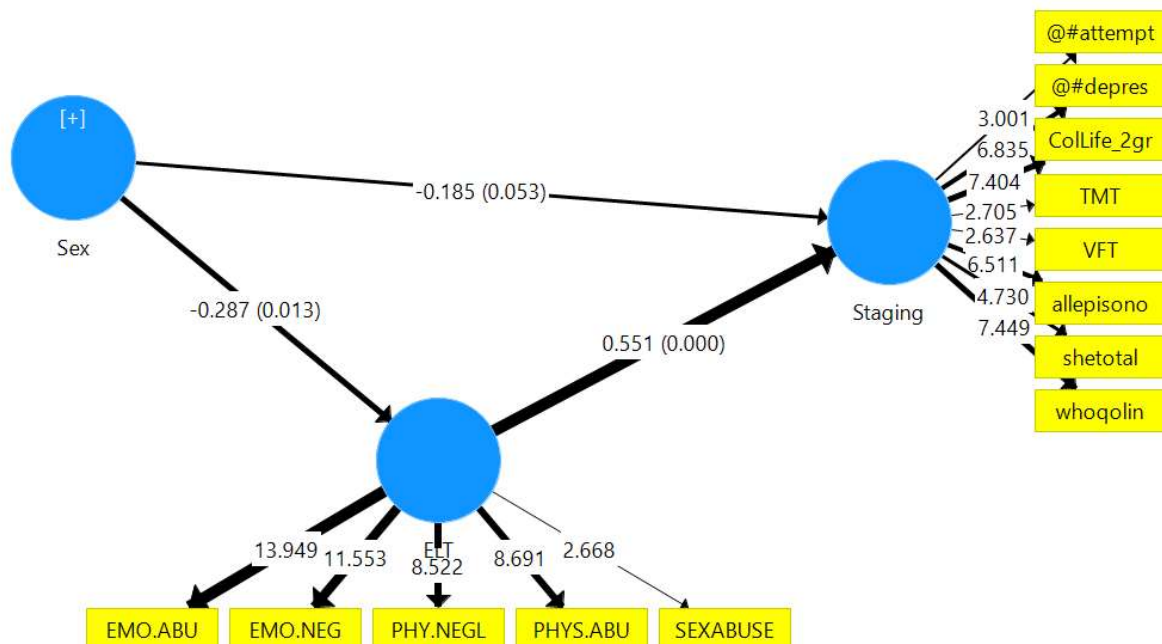 @#attempt
[+]
@#depres
3.001
ColLife_2gr
6.835
7.404
TMT
-0.185 (0.053)
2.705
2.637
VFT
Sex
6.511
allepisono
4.730
-0.287 (0.013)
Staging
7.449
shetotal
0.551 (0.000)
whoqolin
ELT
13.949
11.553
8.522
8.691
2.668
EMO.ABU
EMO.NEG
PHY.NEGL
PHYS.ABU
SEXABUSE